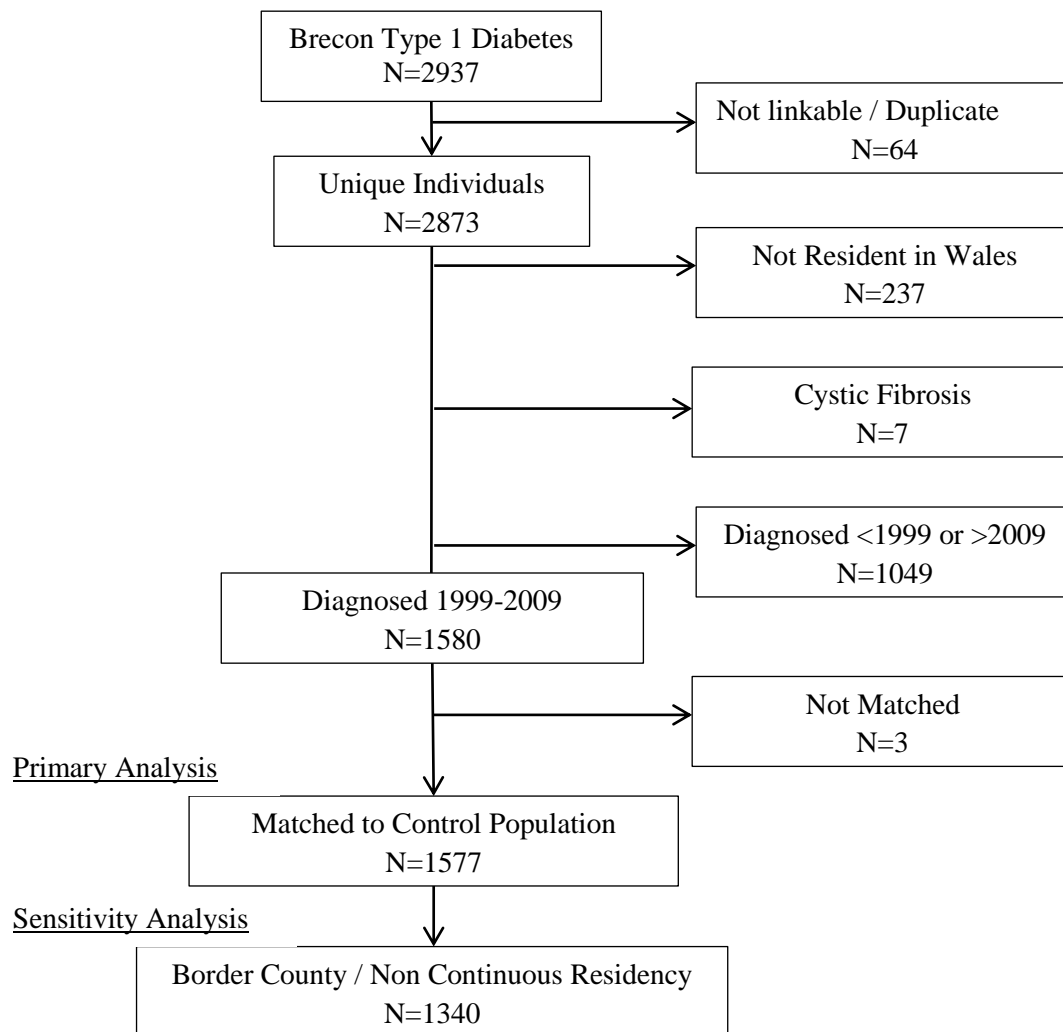 Brecon Type 1 Diabetes
N=2937
Not linkable / Duplicate
N=64
Unique Individuals
N=2873
Not Resident in Wales
N=237
Cystic Fibrosis
N=7
Diagnosed <1999 or >2009
N=1049
Diagnosed 1999-2009
N=1580
Not Matched
N=3
Primary Analysis
Matched to Control Population
N=1577
Sensitivity Analysis
Border County / Non Continuous Residency
N=1340